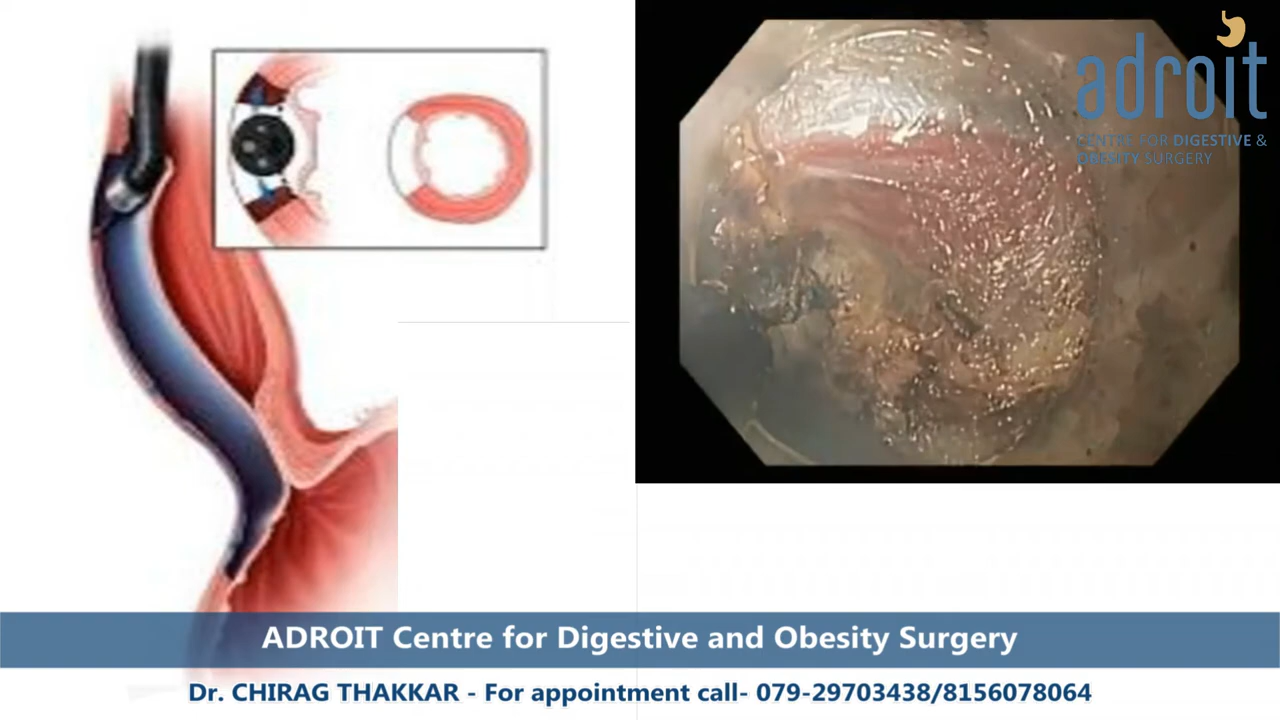 adroit
CENTRE FOR DIGESTIVE &
OBESITY SURGERY
ADROIT Centre for Digestive and Obesity Surgery
Dr. CHIRAG THAKKAR - For appointment call- 079-29703438/8156078064